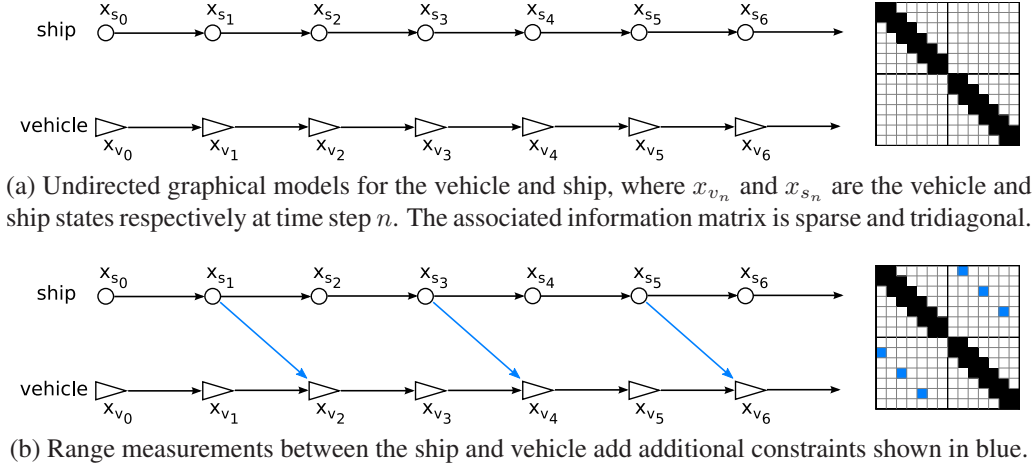 x_{s_0} x_{s_1} x_{s_2} x_{s_3} x_{s_4} x_{s_5} x_{s_6}
ship
vehicle
x_{v_0} x_{v_1} x_{v_2} x_{v_3} x_{v_4} x_{v_5} x_{v_6}
(a) Undirected graphical models for the vehicle and ship, where x_{v_n} and x_{s_n} are the vehicle and
ship states respectively at time step n. The associated information matrix is sparse and tridiagonal.
x_{s_0} x_{s_1} x_{s_2} x_{s_3} x_{s_4} x_{s_5} x_{s_6}
ship
vehicle
x_{v_0} x_{v_1} x_{v_2} x_{v_3} x_{v_4} x_{v_5} x_{v_6}
(b) Range measurements between the ship and vehicle add additional constraints shown in blue.